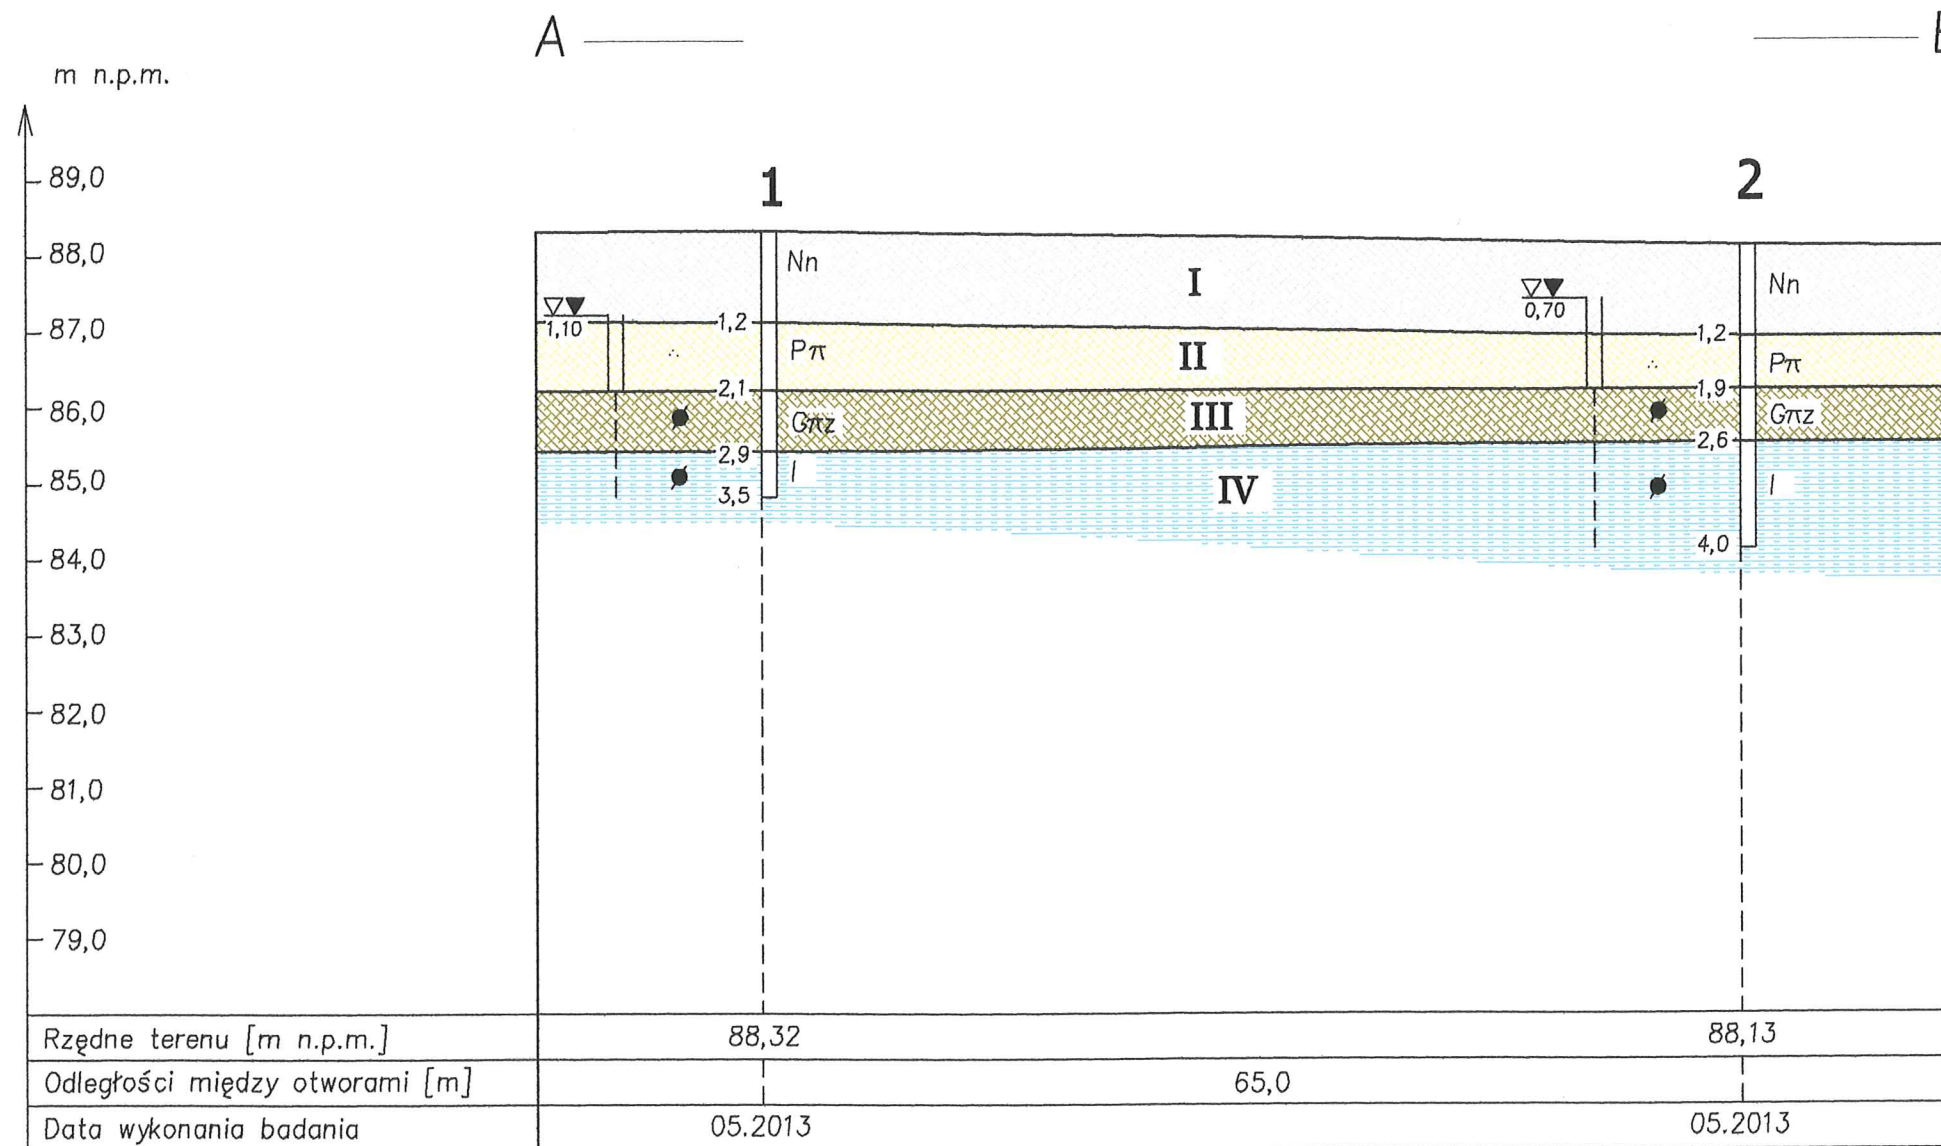 A
m n.p.m.
1 2
89,0
88,0
87,0
86,0
85,0
84,0
83,0
82,0
81,0
80,0
79,0
Nn I Nn
1,10 0,70
1,2 1,2
Pπ II Pπ
2,1 1,9
Gπz III Gπz
2,9 2,6
I IV I
3,5
4,0
Rzędne terenu [m n.p.m.] 88,32 88,13
Odległości między otworami [m] 65,0
Data wykonania badania 05.2013 05.2013